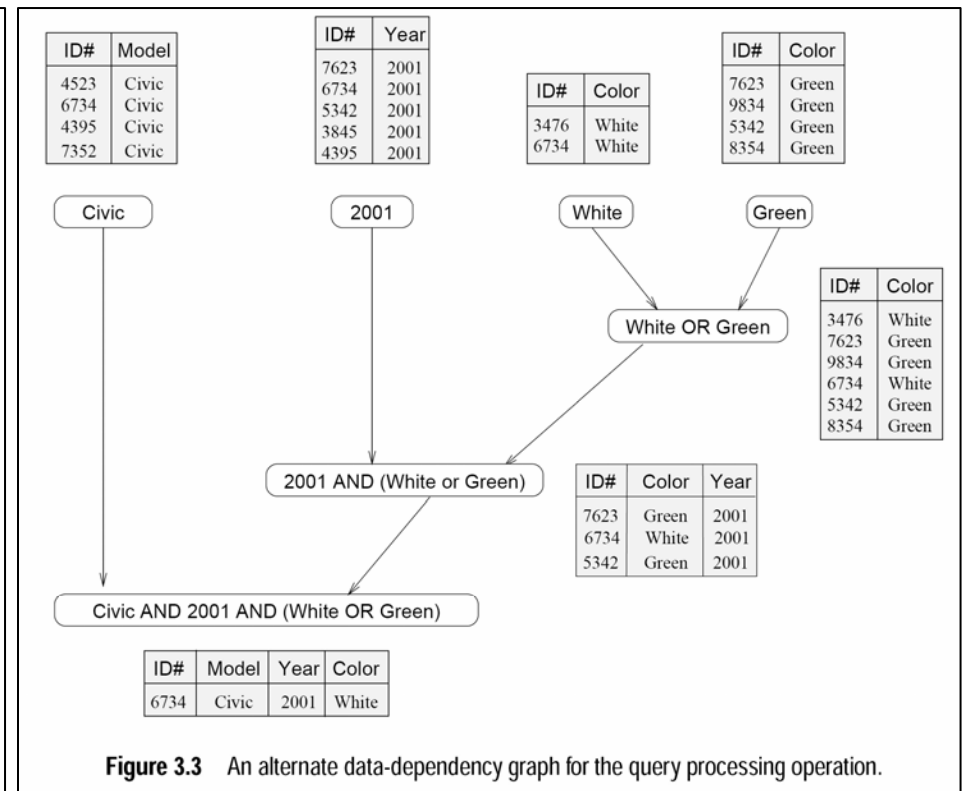 ID# Model
4523 Civic
6734 Civic
4395 Civic
7352 Civic
ID# Year
7623 2001
6734 2001
5342 2001
3845 2001
4395 2001
ID# Color
3476 White
6734 White
ID# Color
7623 Green
9834 Green
5342 Green
8354 Green
Civic
2001
White
Green
White OR Green
ID# Color
3476 White
7623 Green
9834 Green
6734 White
5342 Green
8354 Green
2001 AND (White or Green)
ID# Color Year
7623 Green 2001
6734 White 2001
5342 Green 2001
Civic AND 2001 AND (White OR Green)
ID# Model Year Color
6734 Civic 2001 White
Figure 3.3 An alternate data-dependency graph for the query processing operation.